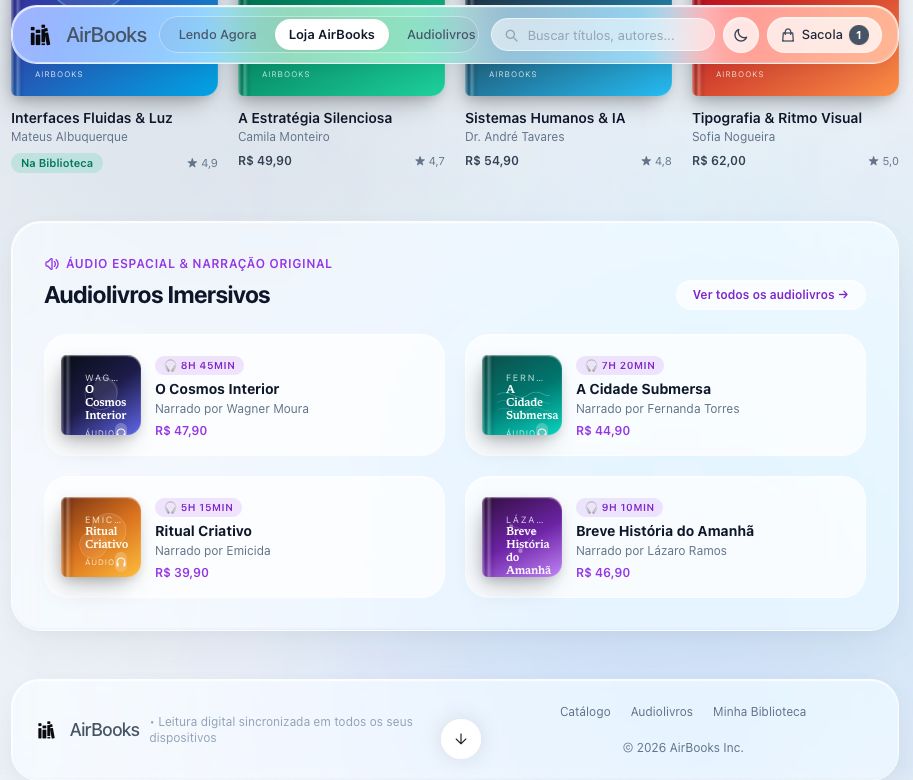 AirBooks
Lendo Agora
Loja AirBooks
Audiolivros
Buscar títulos, autores...
Sacola 1
AIRBOOKS
AIRBOOKS
AIRBOOKS
AIRBOOKS
Interfaces Fluidas & Luz
Mateus Albuquerque
Na Biblioteca
★ 4,9
A Estratégia Silenciosa
Camila Monteiro
R$ 49,90
★ 4,7
Sistemas Humanos & IA
Dr. André Tavares
R$ 54,90
★ 4,8
Tipografia & Ritmo Visual
Sofia Nogueira
R$ 62,00
★ 5,0
ÁUDIO ESPACIAL & NARRAÇÃO ORIGINAL
Audiolivros Imersivos
Ver todos os audiolivros →
WAG...
O
Cosmos
Interior
ÁUDIO
🎧 8H 45MIN
O Cosmos Interior
Narrado por Wagner Moura
R$ 47,90
FERN...
A
Cidade
Submersa
ÁUDIO
🎧 7H 20MIN
A Cidade Submersa
Narrado por Fernanda Torres
R$ 44,90
EMIC...
Ritual
Criativo
ÁUDIO
🎧 5H 15MIN
Ritual Criativo
Narrado por Emicida
R$ 39,90
LÁZA...
Breve
História
do
Amanhã
🎧 9H 10MIN
Breve História do Amanhã
Narrado por Lázaro Ramos
R$ 46,90
AirBooks
• Leitura digital sincronizada em todos os seus
dispositivos
Catálogo
Audiolivros
Minha Biblioteca
© 2026 AirBooks Inc.